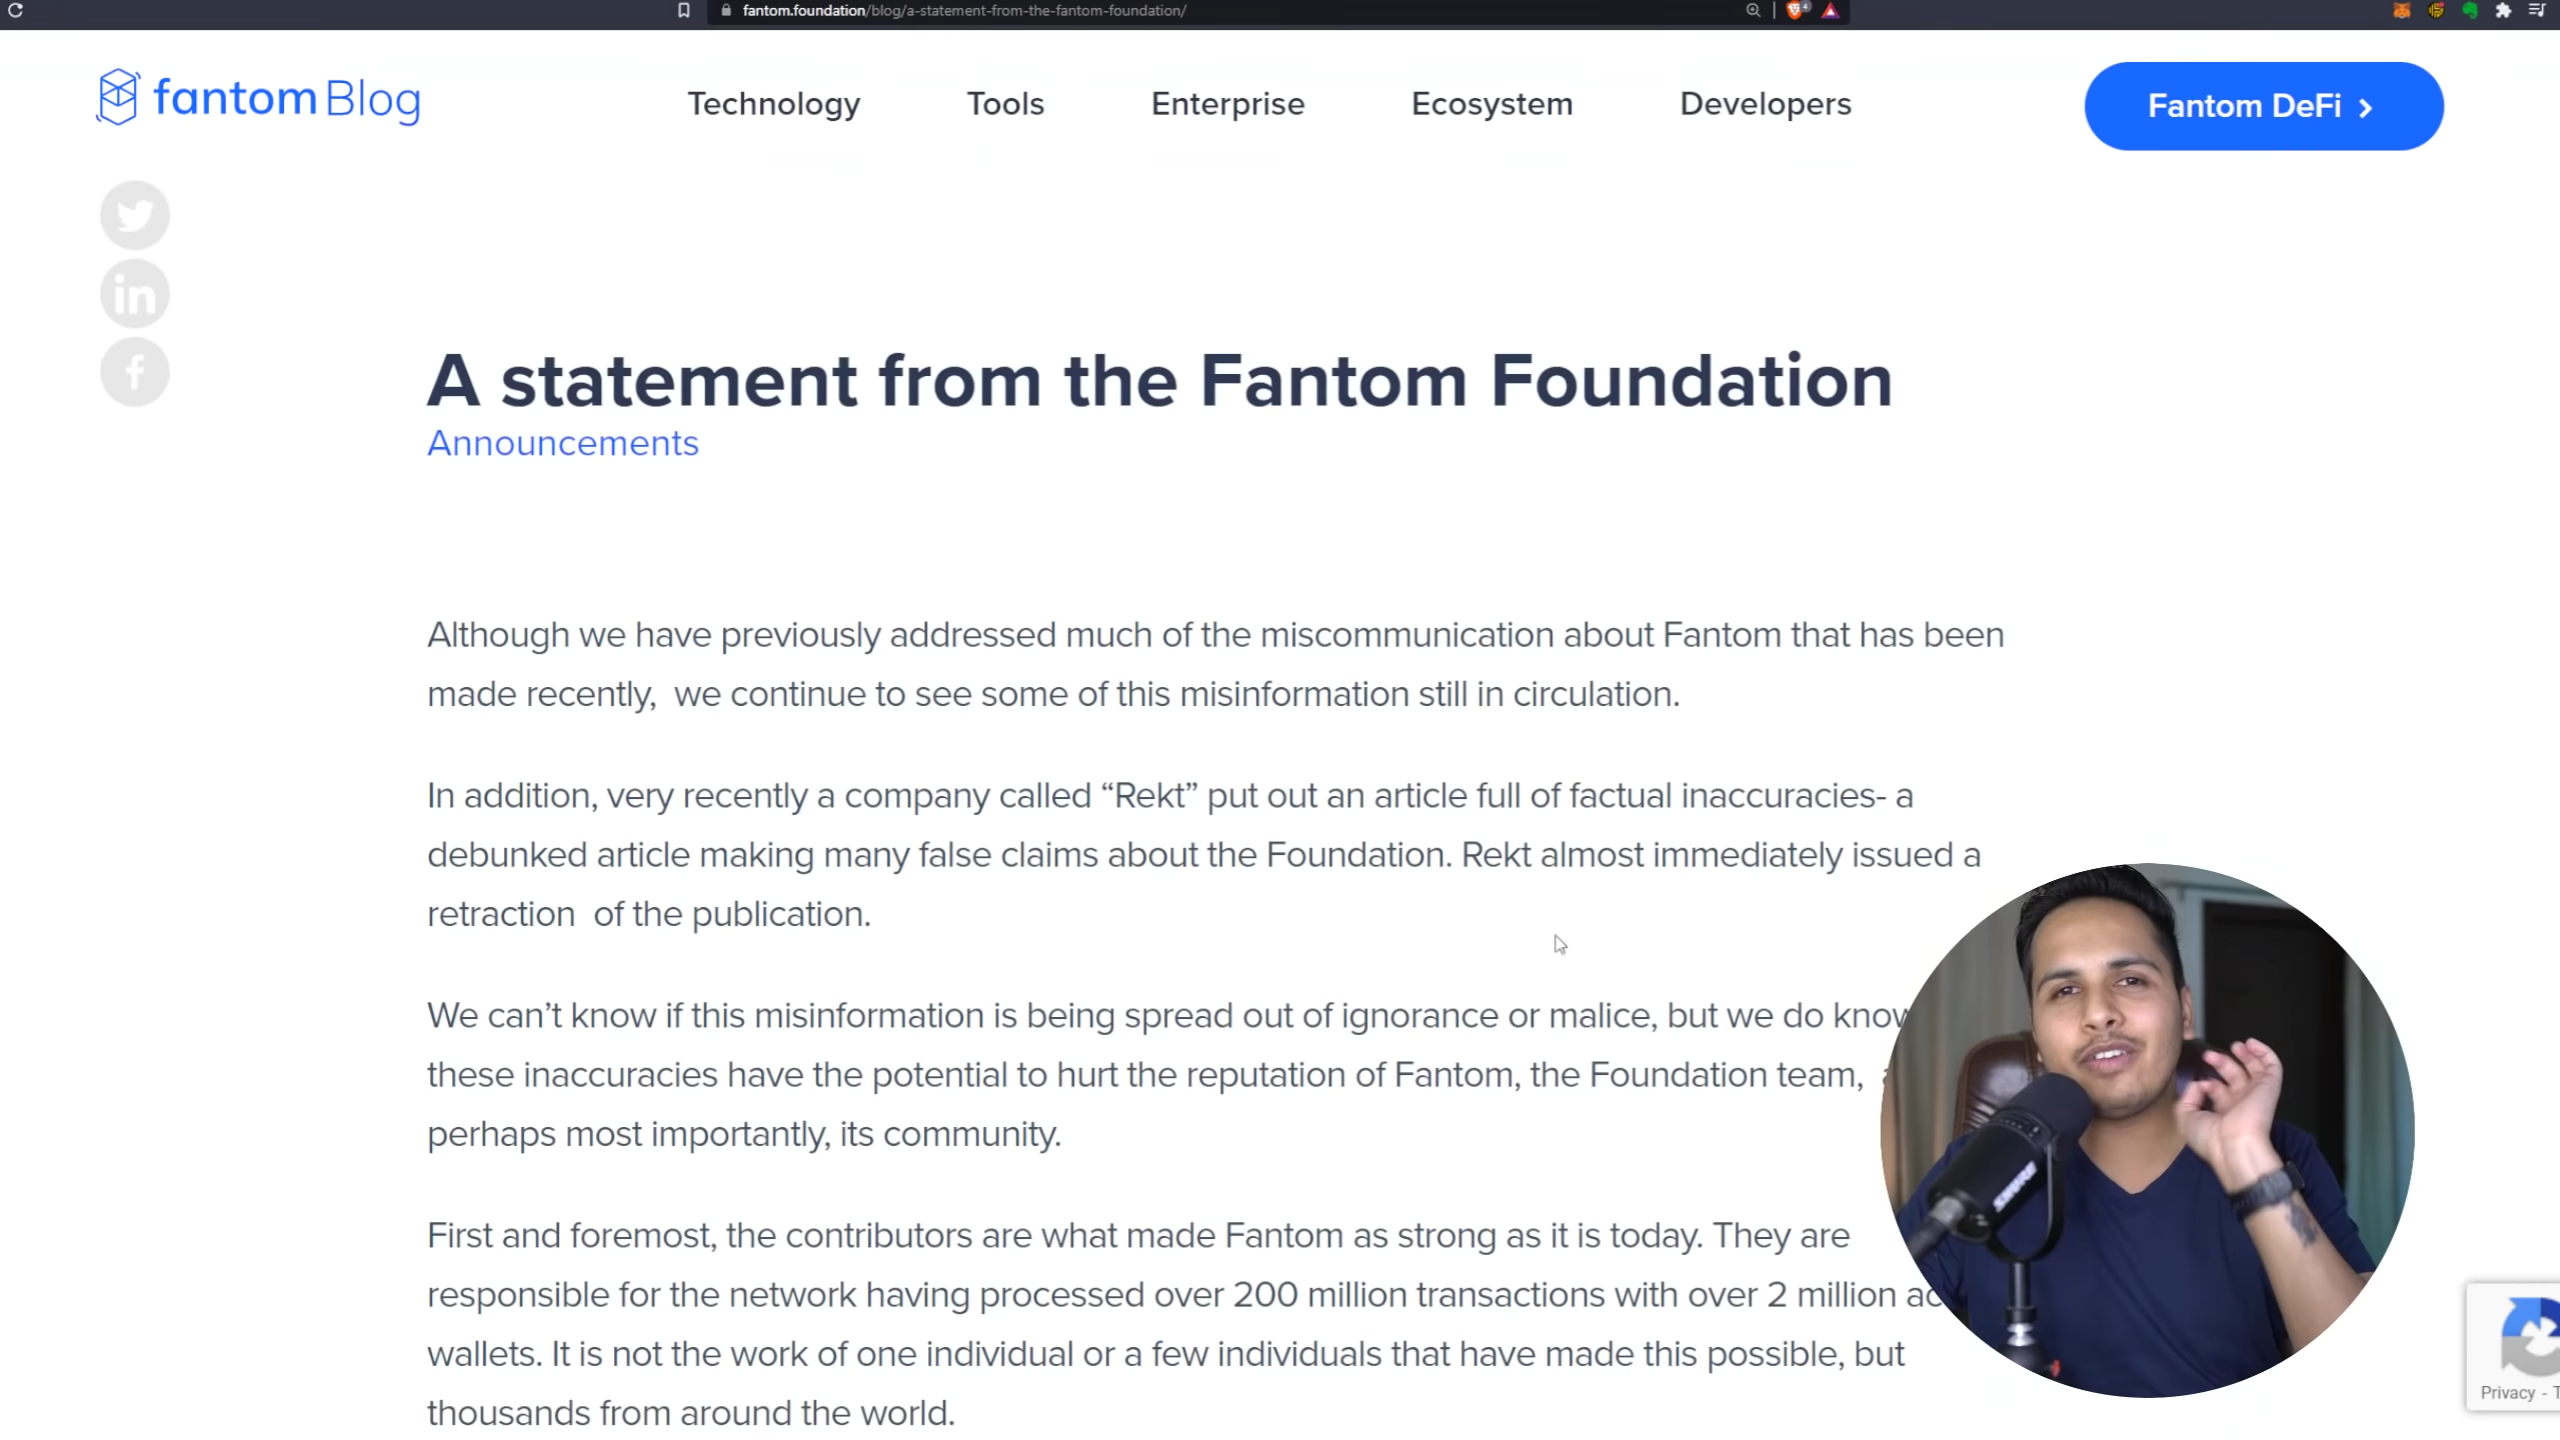 fantom.foundation/blog/a-statement-from-the-fantom-foundation/
4
fantom Blog
Technology
Tools
Enterprise
Ecosystem
Developers
Fantom DeFi
A statement from the Fantom Foundation
Announcements
Although we have previously addressed much of the miscommunication about Fantom that has been
made recently,  we continue to see some of this misinformation still in circulation.
In addition, very recently a company called “Rekt” put out an article full of factual inaccuracies- a
debunked article making many false claims about the Foundation. Rekt almost immediately issued a
retraction  of the publication.
We can’t know if this misinformation is being spread out of ignorance or malice, but we do know
these inaccuracies have the potential to hurt the reputation of Fantom, the Foundation team,
perhaps most importantly, its community.
First and foremost, the contributors are what made Fantom as strong as it is today. They are
responsible for the network having processed over 200 million transactions with over 2 million
wallets. It is not the work of one individual or a few individuals that have made this possible, but
thousands from around the world.
SHURE
Privacy -